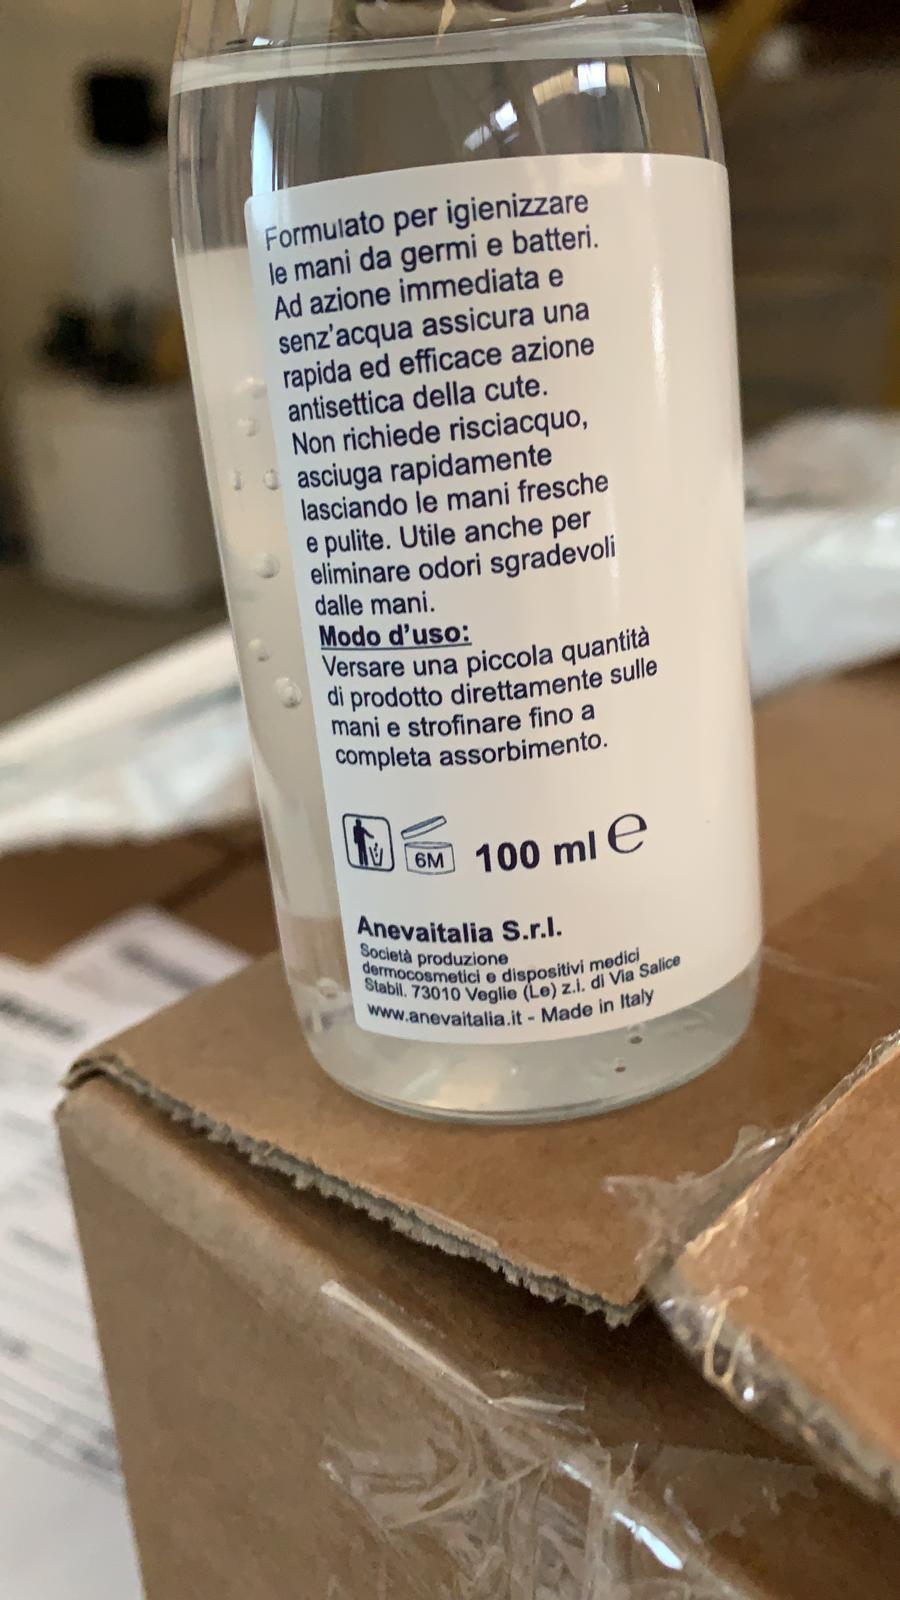 Formulato per igienizzare
le mani da germi e batteri.
Ad azione immediata e
senz'acqua assicura una
rapida ed efficace azione
antisettica della cute.
Non richiede risciacquo,
asciuga rapidamente
lasciando le mani fresche
e pulite. Utile anche per
eliminare odori sgradevoli
dalle mani.
Modo d'uso:
Versare una piccola quantità
di prodotto direttamente sulle
mani e strofinare fino a
completa assorbimento.
6M 100 ml ℮
Anevaitalia S.r.l.
Società produzione
dermocosmetici e dispositivi medici
Stabil. 73010 Veglie (Le) z.i. di Via Salice
www.anevaitalia.it - Made in Italy